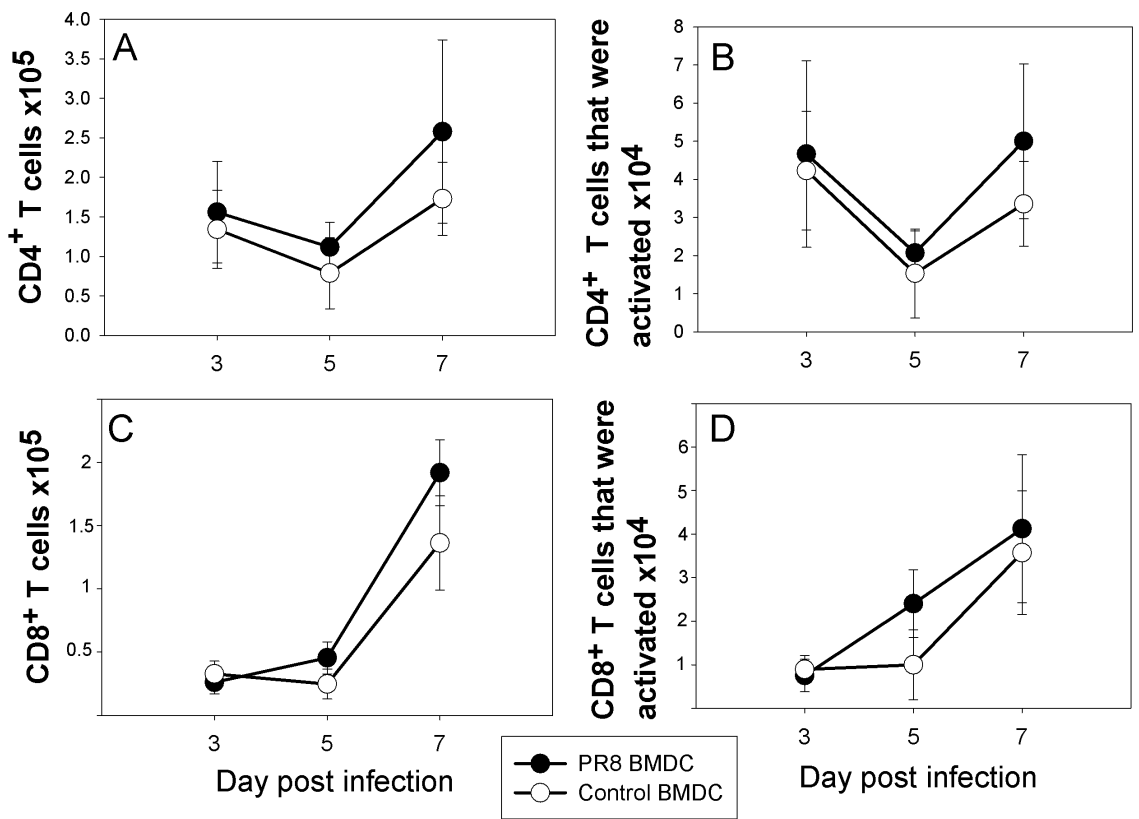 A
CD4+ T cells x105
4.0
3.5
3.0
2.5
2.0
1.5
1.0
0.5
0.0
3 5 7
B
CD4+ T cells that were
activated x104
8
7
6
5
4
3
2
1
0
3 5 7
C
CD8+ T cells x105
2
1.5
1
0.5
3 5 7
Day post infection
D
CD8+ T cells that were
activated x104
6
5
4
3
2
1
3 5 7
Day post infection
PR8 BMDC
Control BMDC